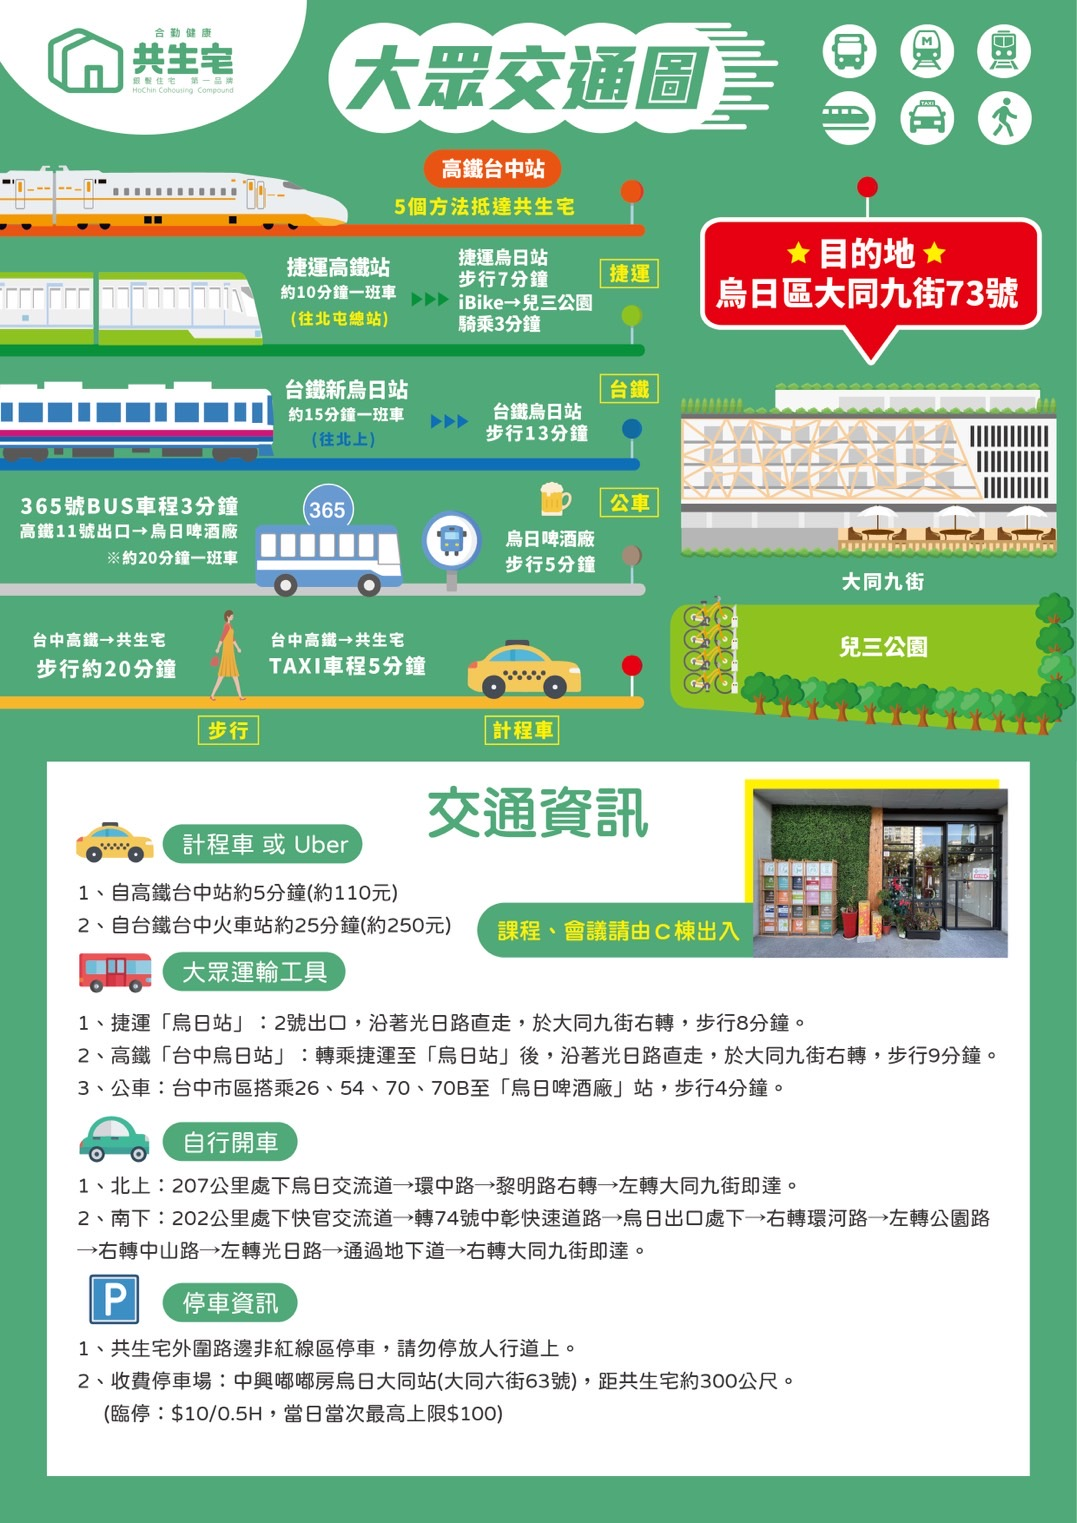 合勤健康
共生宅
銀髮住宅 第一品牌
HoChin Cohousing Compound
大眾交通圖
M
TAXI
高鐵台中站
5個方法抵達共生宅
捷運高鐵站
約10分鐘一班車
(往北屯總站)
捷運烏日站
步行7分鐘
iBike→兒三公園
騎乘3分鐘
捷運
台鐵新烏日站
約15分鐘一班車
(往北上)
台鐵烏日站
步行13分鐘
台鐵
365號BUS車程3分鐘
高鐵11號出口→烏日啤酒廠
※約20分鐘一班車
365
烏日啤酒廠
步行5分鐘
公車
台中高鐵→共生宅
步行約20分鐘
步行
台中高鐵→共生宅
TAXI車程5分鐘
計程車
目的地
烏日區大同九街73號
大同九街
兒三公園
交通資訊
計程車 或 Uber
1、自高鐵台中站約5分鐘(約110元)
2、自台鐵台中火車站約25分鐘(約250元)
課程、會議請由C棟出入
大眾運輸工具
1、捷運「烏日站」：2號出口，沿著光日路直走，於大同九街右轉，步行8分鐘。
2、高鐵「台中烏日站」：轉乘捷運至「烏日站」後，沿著光日路直走，於大同九街右轉，步行9分鐘。
3、公車：台中市區搭乘26、54、70、70B至「烏日啤酒廠」站，步行4分鐘。
自行開車
1、北上：207公里處下烏日交流道→環中路→黎明路右轉→左轉大同九街即達。
2、南下：202公里處下快官交流道→轉74號中彰快速道路→烏日出口處下→右轉環河路→左轉公園路
→右轉中山路→左轉光日路→通過地下道→右轉大同九街即達。
P
停車資訊
1、共生宅外圍路邊非紅線區停車，請勿停放人行道上。
2、收費停車場：中興嘟嘟房烏日大同站(大同六街63號)，距共生宅約300公尺。
(臨停：$10/0.5H，當日當次最高上限$100)